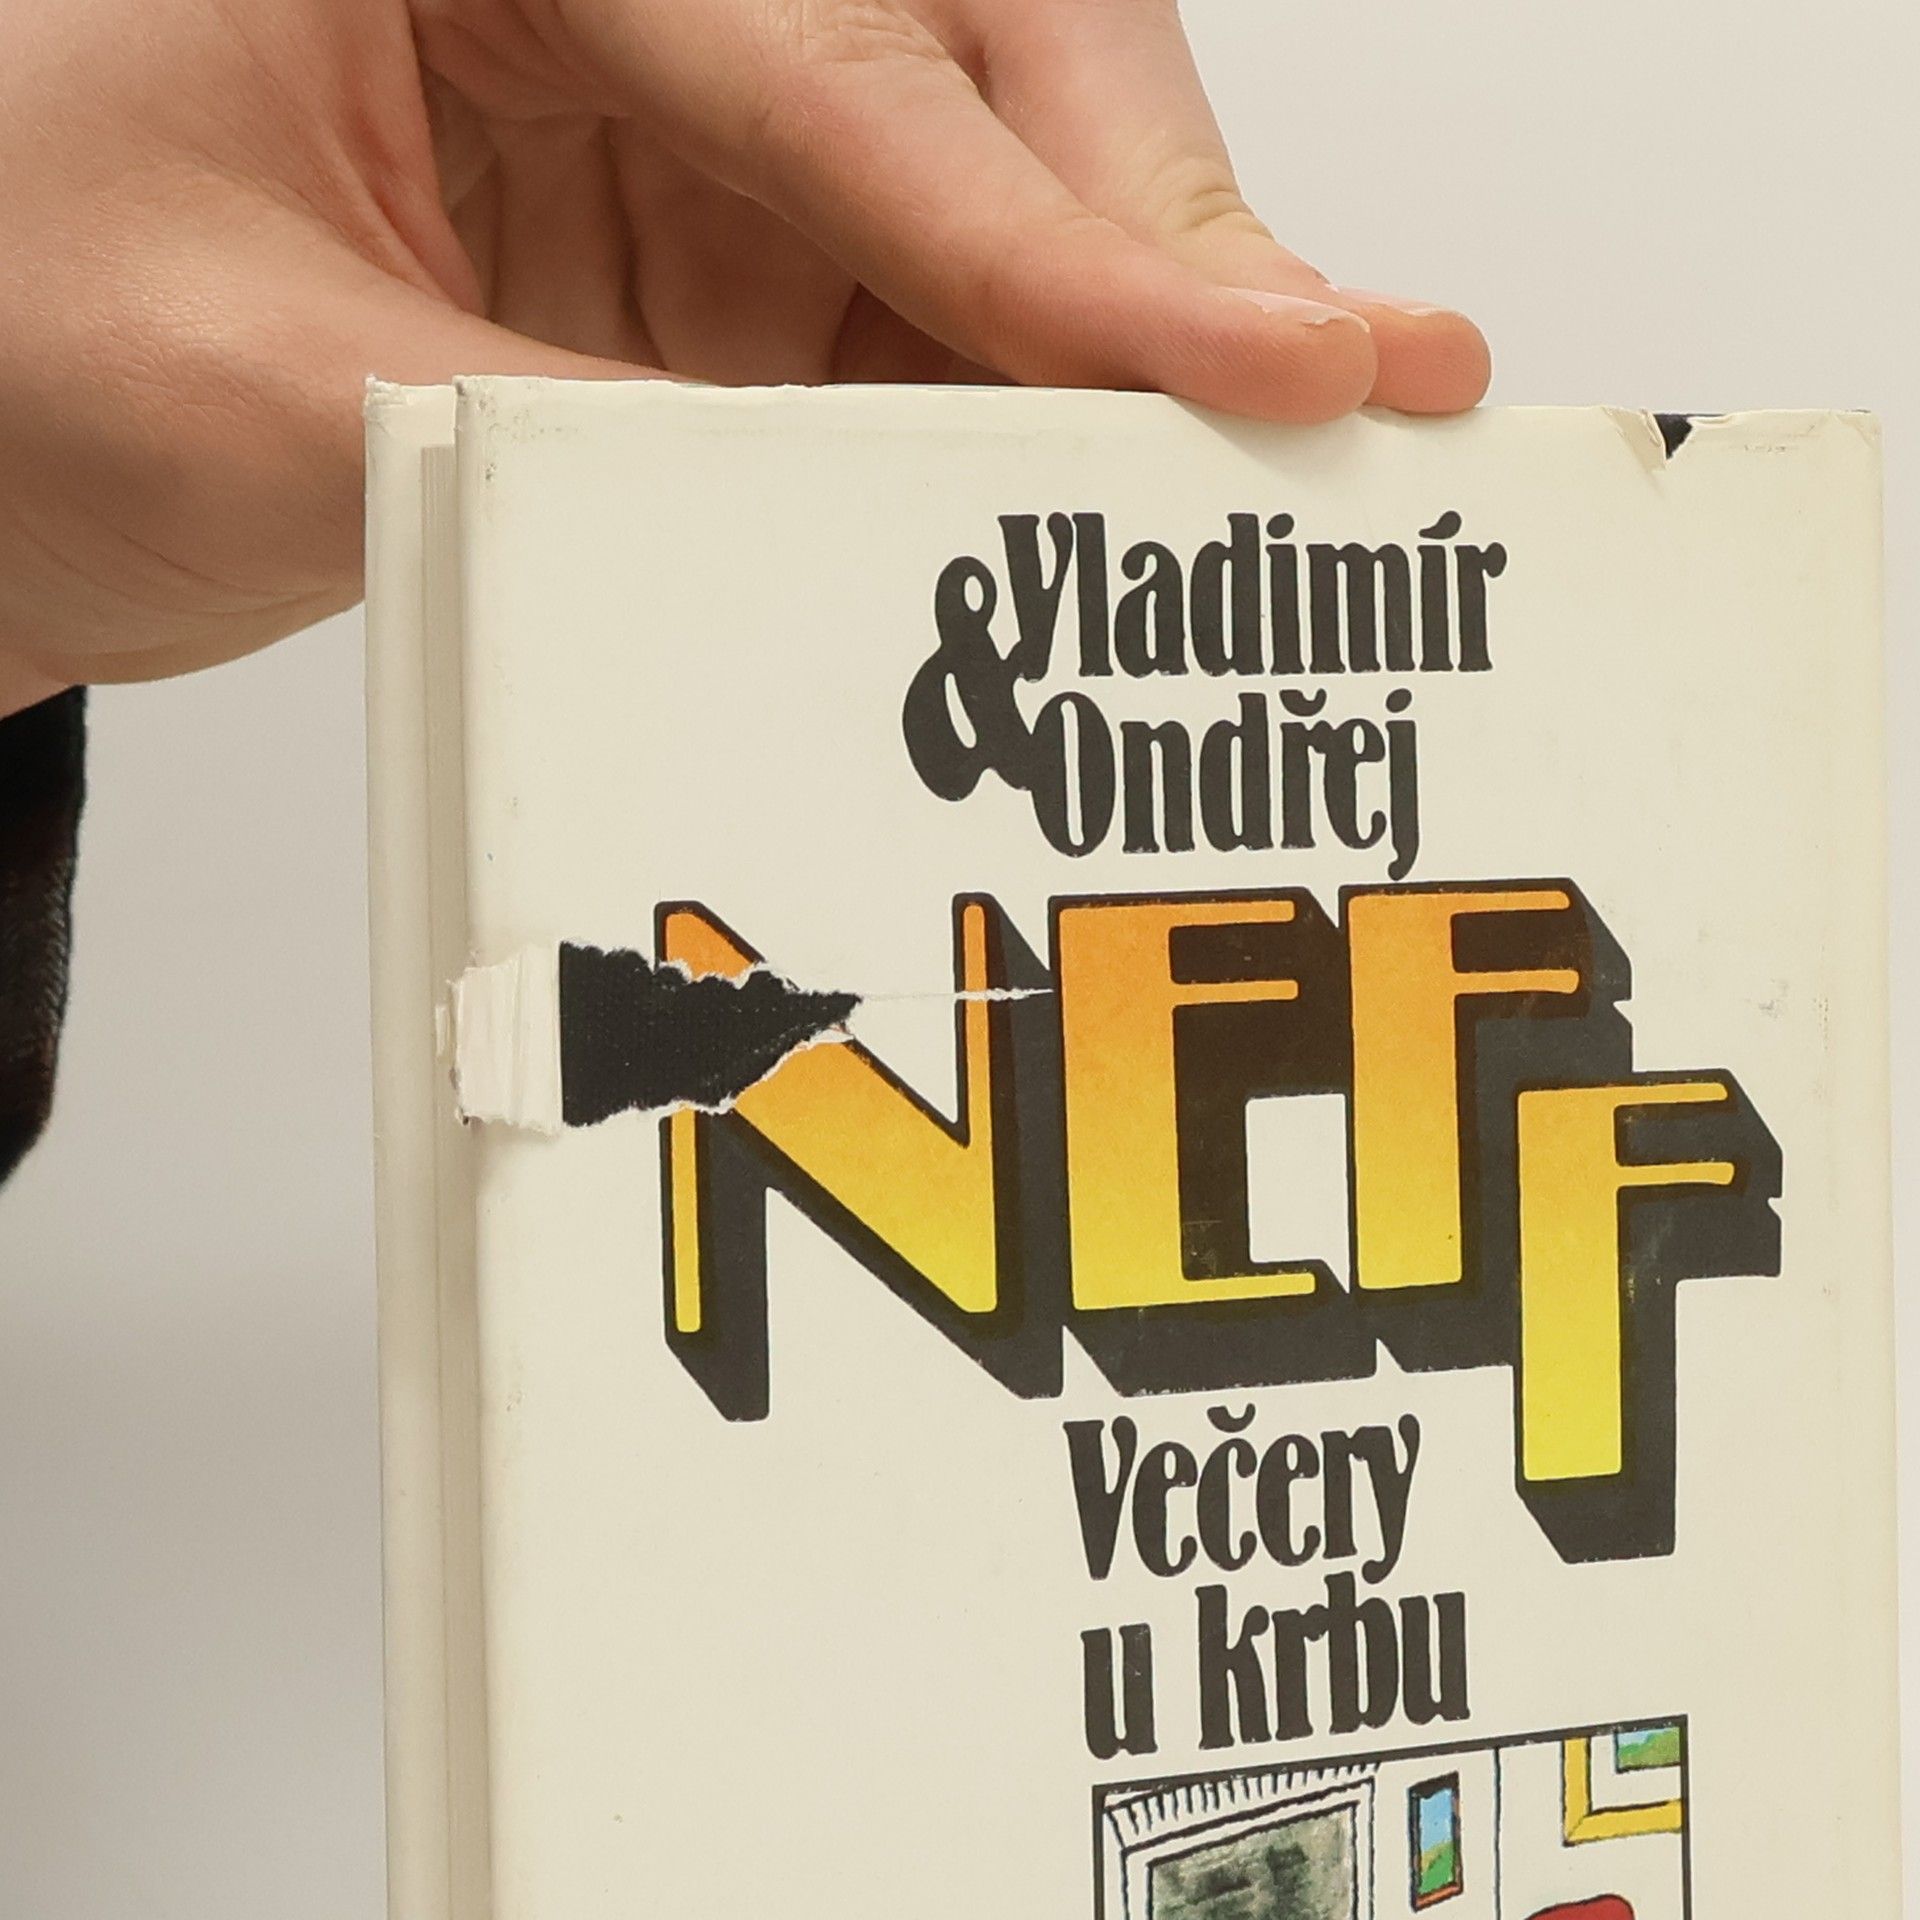 Vladimír
& Ondřej
NEFF
Večery
u krbu